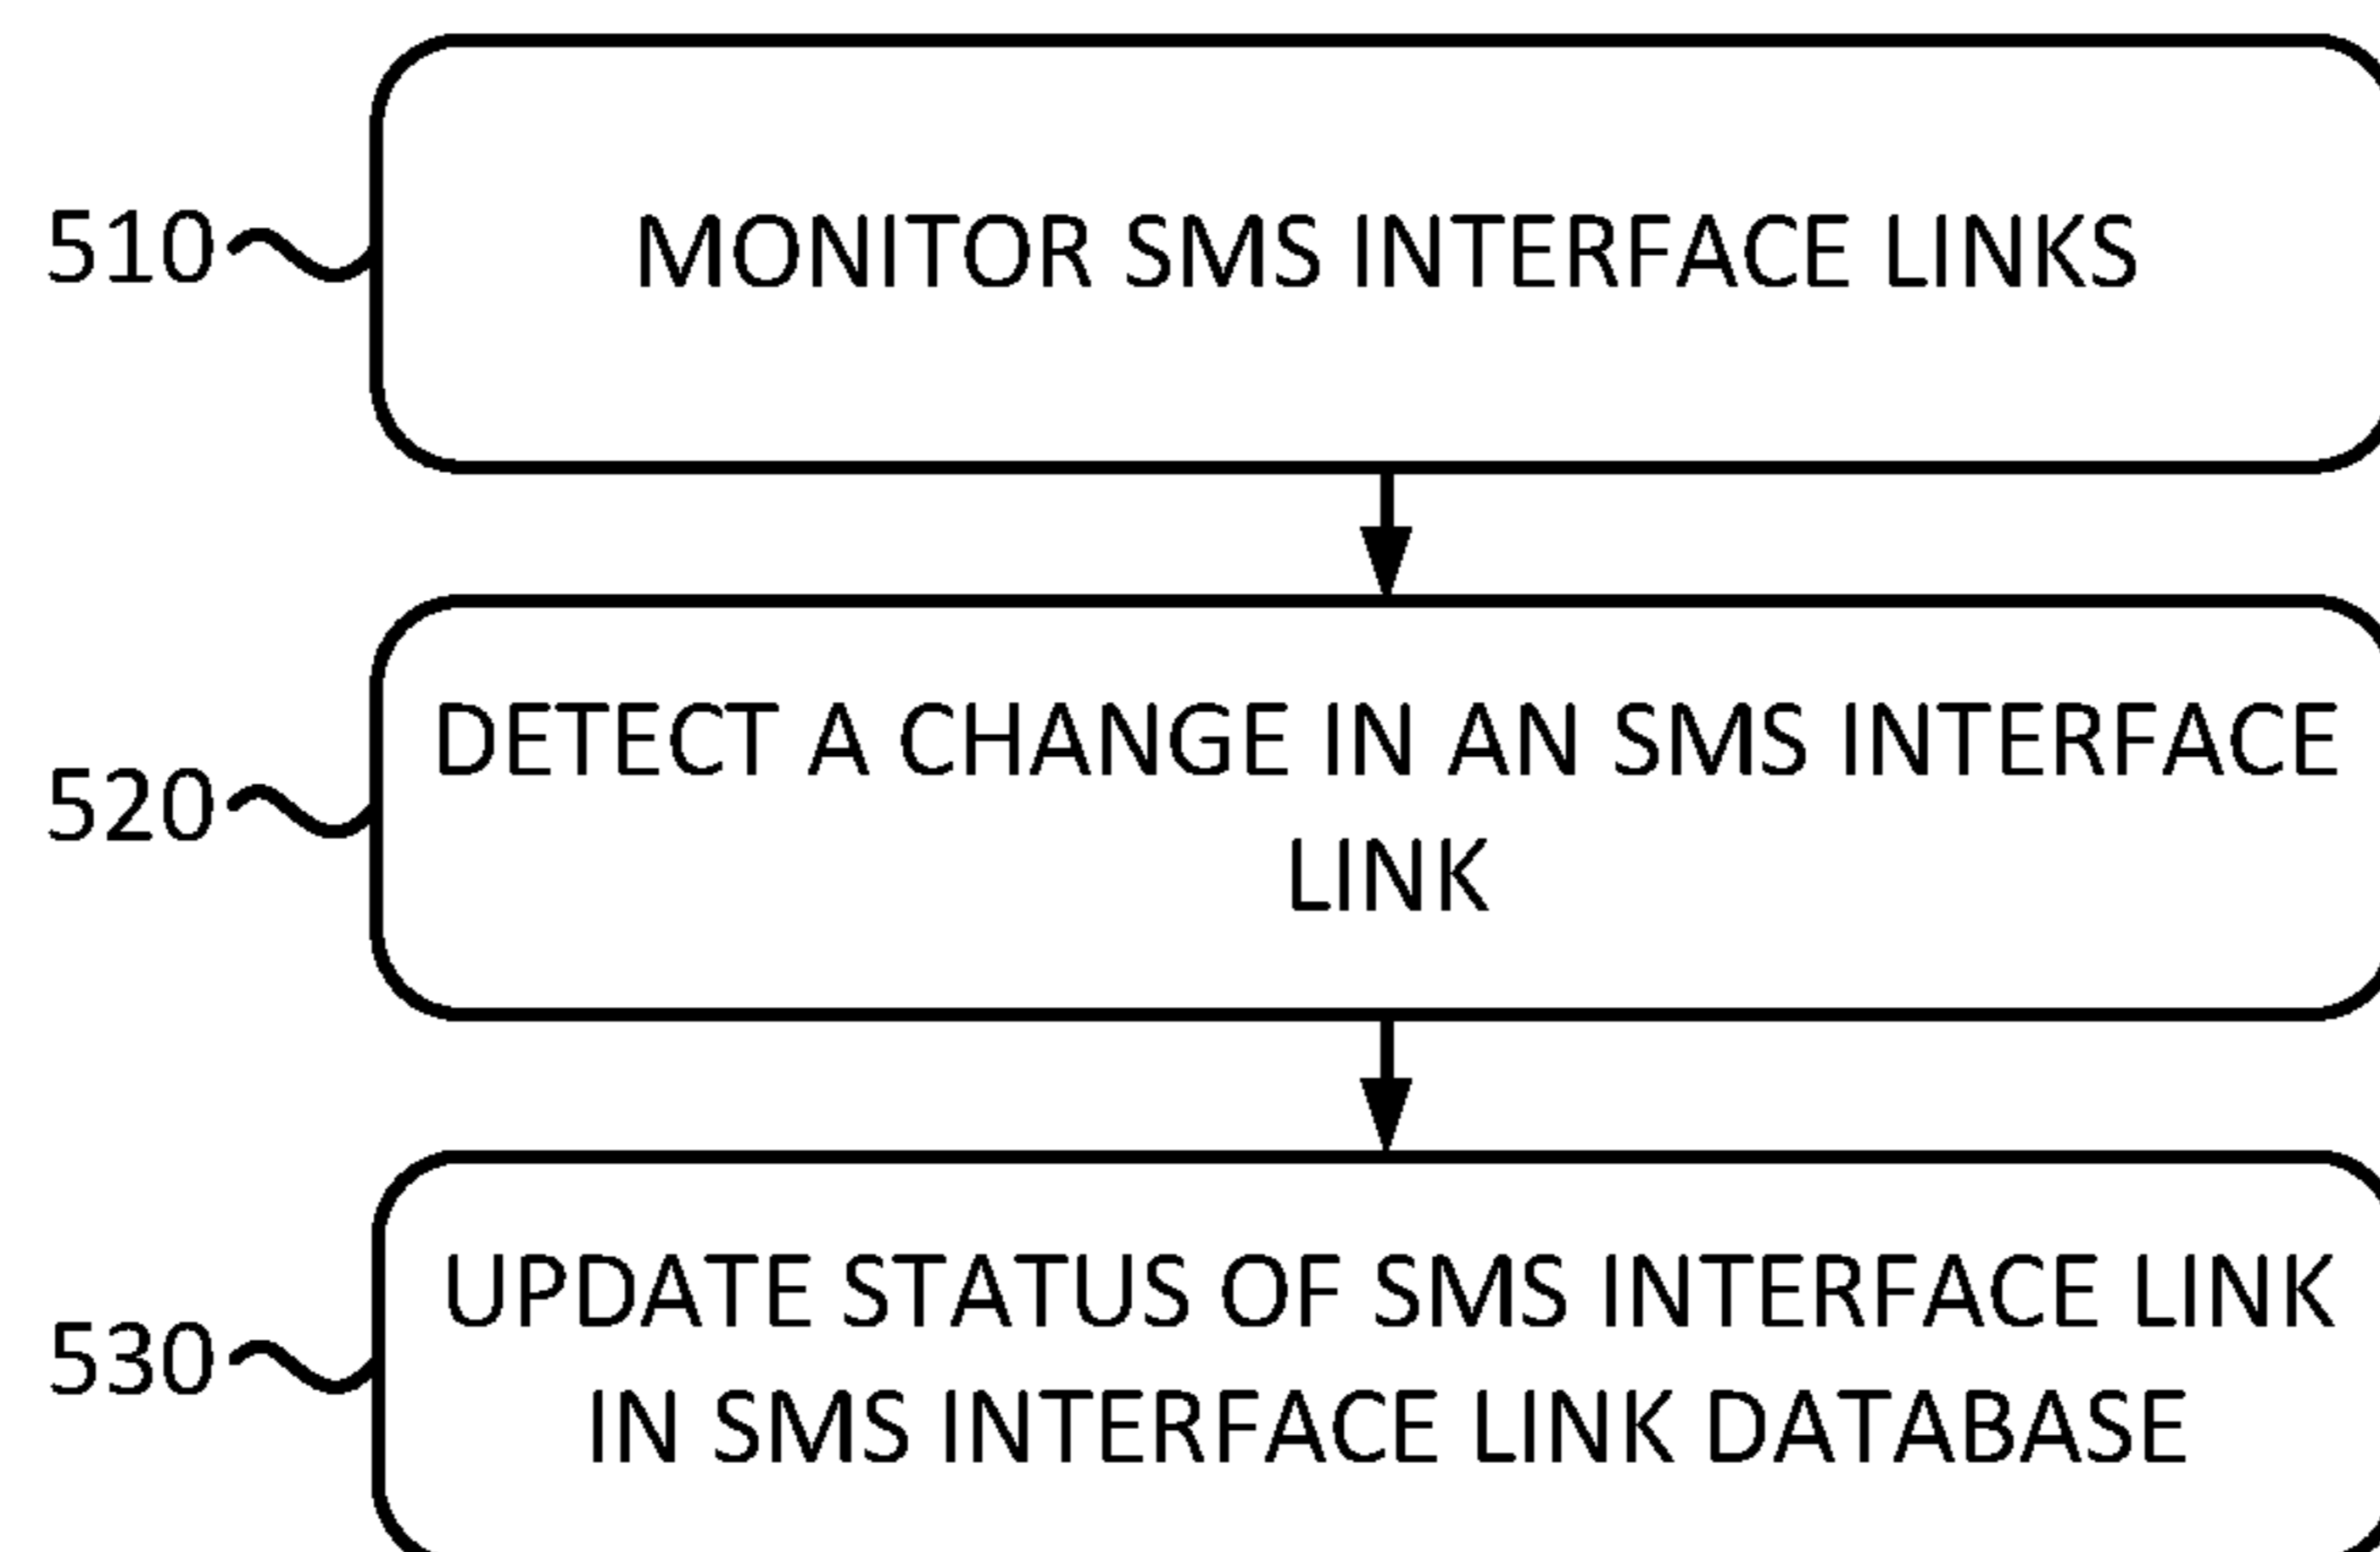 510
MONITOR SMS INTERFACE LINKS
520
DETECT A CHANGE IN AN SMS INTERFACE
LINK
530
UPDATE STATUS OF SMS INTERFACE LINK
IN SMS INTERFACE LINK DATABASE